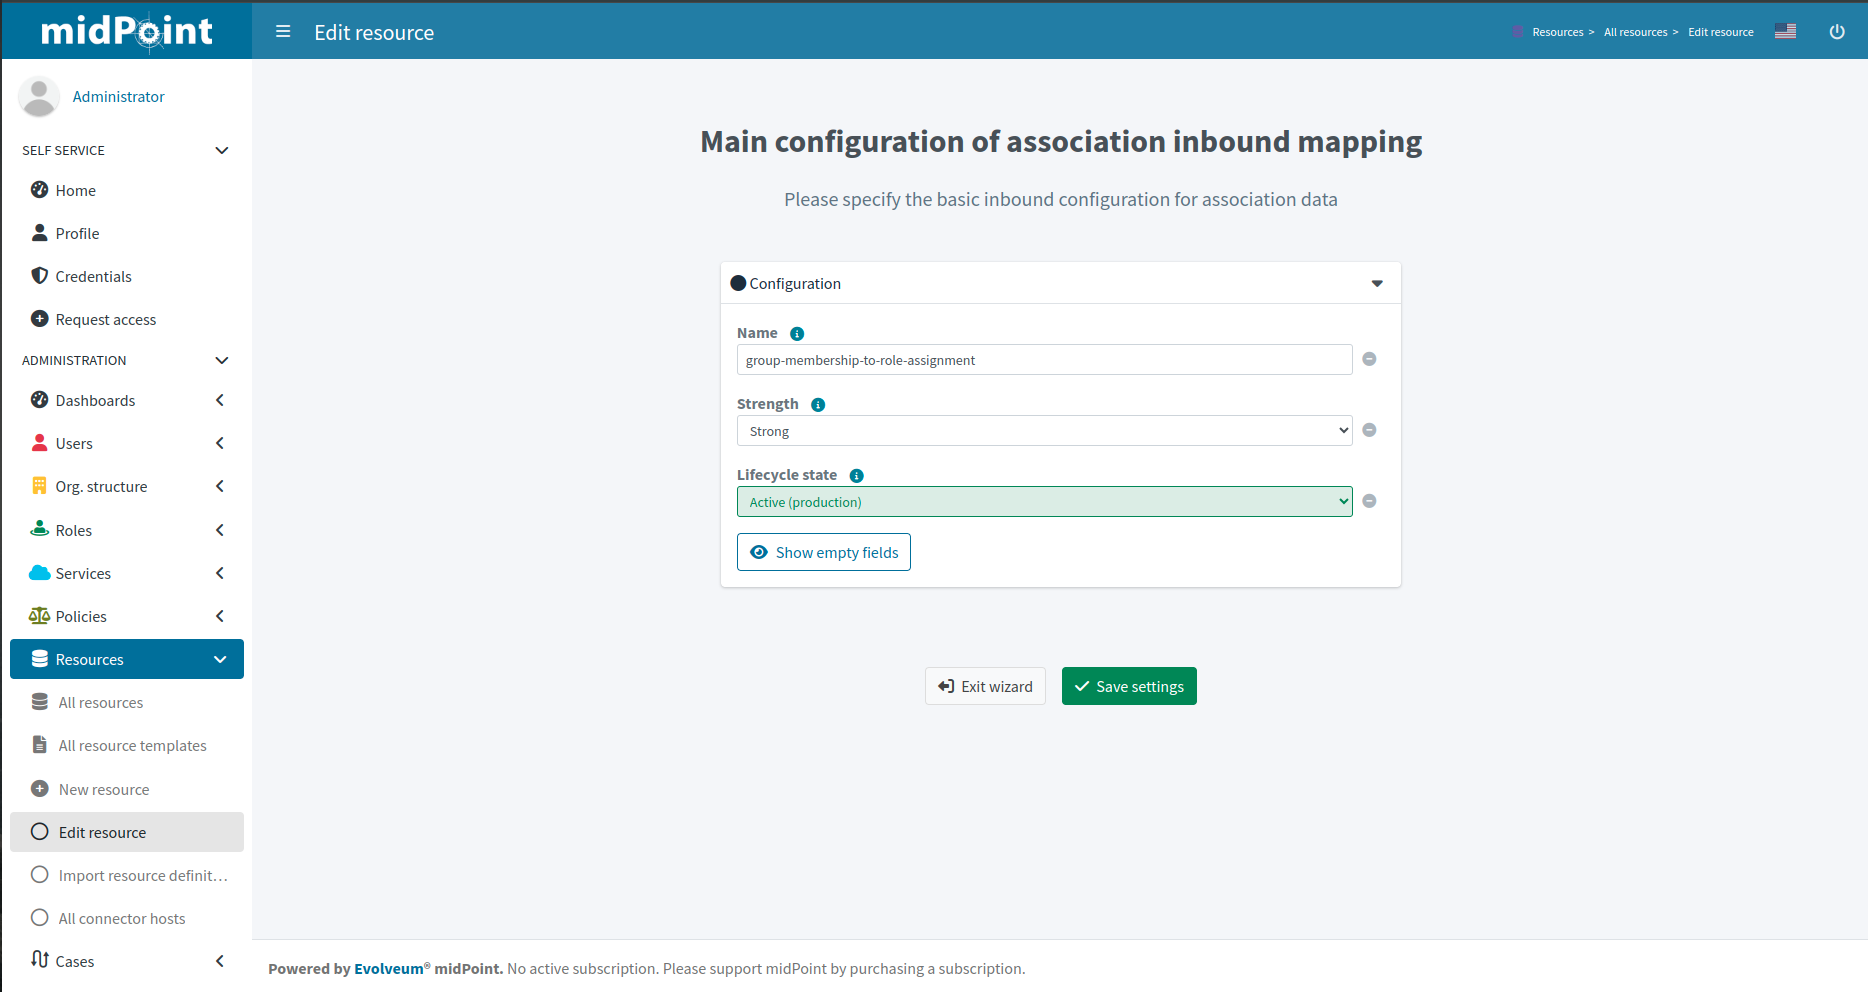 midPoint
Edit resource
Resources > All resources > Edit resource
Administrator
SELF SERVICE
Home
Profile
Credentials
Request access
ADMINISTRATION
Dashboards
Users
Org. structure
Roles
Services
Policies
Resources
All resources
All resource templates
New resource
Edit resource
Import resource definit...
All connector hosts
Cases
Main configuration of association inbound mapping
Please specify the basic inbound configuration for association data
Configuration
Name
group-membership-to-role-assignment
Strength
Strong
Lifecycle state
Active (production)
Show empty fields
Exit wizard
Save settings
Powered by Evolveum® midPoint. No active subscription. Please support midPoint by purchasing a subscription.